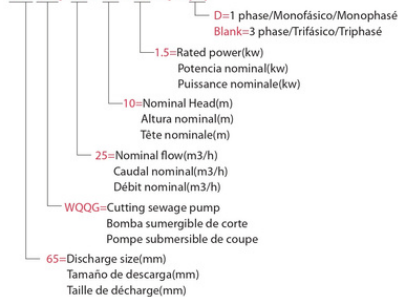 D=1 phase/Monofásico/Monophasé
Blank=3 phase/Trifásico/Triphasé
1.5=Rated power(kw)
Potencia nominal(kw)
Puissance nominale(kw)
10=Nominal Head(m)
Altura nominal(m)
Tête nominale(m)
25=Nominal flow(m3/h)
Caudal nominal(m3/h)
Débit nominal(m3/h)
WQQG=Cutting sewage pump
Bomba sumergible de corte
Pompe submersible de coupe
65=Discharge size(mm)
Tamaño de descarga(mm)
Taille de décharge(mm)